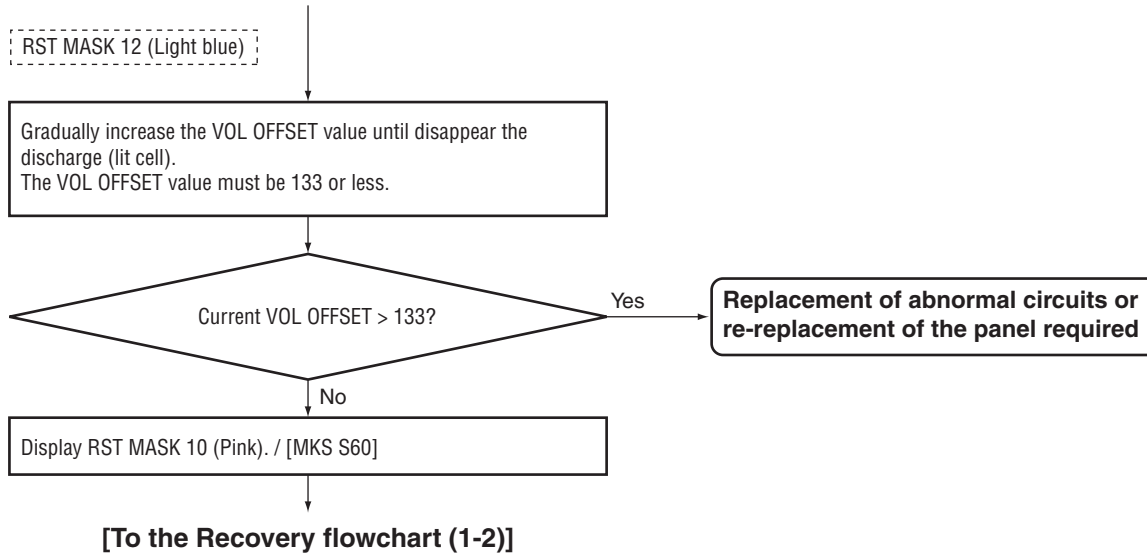 RST MASK 12 (Light blue)
Gradually increase the VOL OFFSET value until disappear the
discharge (lit cell).
The VOL OFFSET value must be 133 or less.
Current VOL OFFSET > 133?
Yes
Replacement of abnormal circuits or
re-replacement of the panel required
No
Display RST MASK 10 (Pink). / [MKS S60]
[To the Recovery flowchart (1-2)]